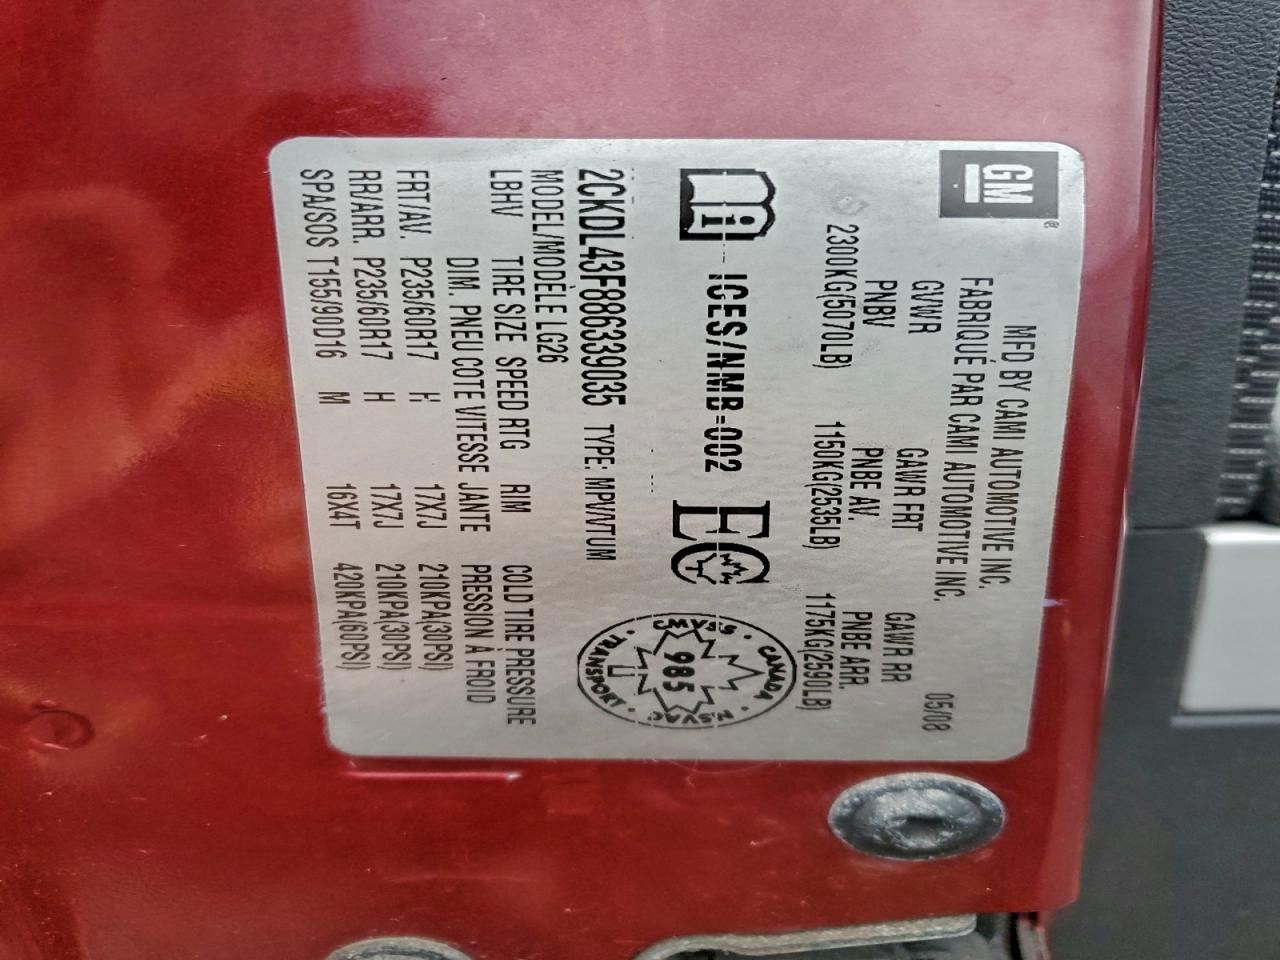 GM ®
MFD BY CAMI AUTOMOTIVE INC. 05/08
FABRIQUÉ PAR CAMI AUTOMOTIVE INC.
GVWR GAWR FRT GAWR RR
PNBV PNBE AV. PNBE ARR.
2300KG(5070LB) 1150KG(2535LB) 1175KG(2590LB)
i ICES/NMB-002 EC
CANADA
CMVSS · NSVAC
985
TRANSPORT
2CKDL43F886339035 TYPE: MPV/VTUM
MODEL/MODÈLE LG26
LBHV TIRE SIZE SPEED RTG RIM COLD TIRE PRESSURE
DIM. PNEU COTE VITESSE JANTE PRESSION À FROID
FRT/AV. P235/60R17 H 17X7J 210KPA(30PSI)
RR/ARR. P235/60R17 H 17X7J 210KPA(30PSI)
SPA/SOS T155/90D16 M 16X4T 420KPA(60PSI)